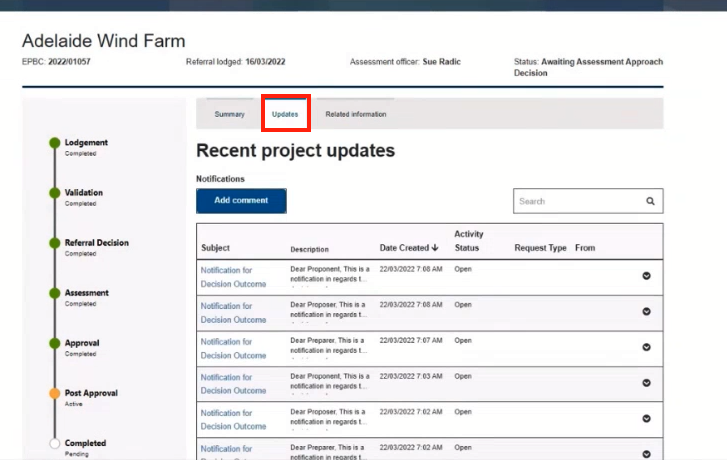 Adelaide Wind Farm
EPBC: 2022/01057
Referral lodged: 16/03/2022
Assessment officer: Sue Radic
Status: Awaiting Assessment Approach
Decision
Lodgement
Completed
Validation
Completed
Referral Decision
Completed
Assessment
Completed
Approval
Completed
Post Approval
Active
Completed
Pending
Summary
Updates
Related information
Recent project updates
Notifications
Add comment
Search
Subject
Description
Date Created
Activity
Status
Request Type
From
Notification for
Decision Outcome
Dear Proponent, This is a
notification in regards t...
22/03/2022 7:08 AM
Open
Notification for
Decision Outcome
Dear Proposer, This is a
notification in regards t...
22/03/2022 7:08 AM
Open
Notification for
Decision Outcome
Dear Preparer, This is a
notification in regards t...
22/03/2022 7:07 AM
Open
Notification for
Decision Outcome
Dear Proponent, This is a
notification in regards t...
22/03/2022 7:03 AM
Open
Notification for
Decision Outcome
Dear Proposer, This is a
notification in regards t...
22/03/2022 7:02 AM
Open
Notification for
Dear Preparer, This is a
notification in regards t...
22/03/2022 7:02 AM
Open